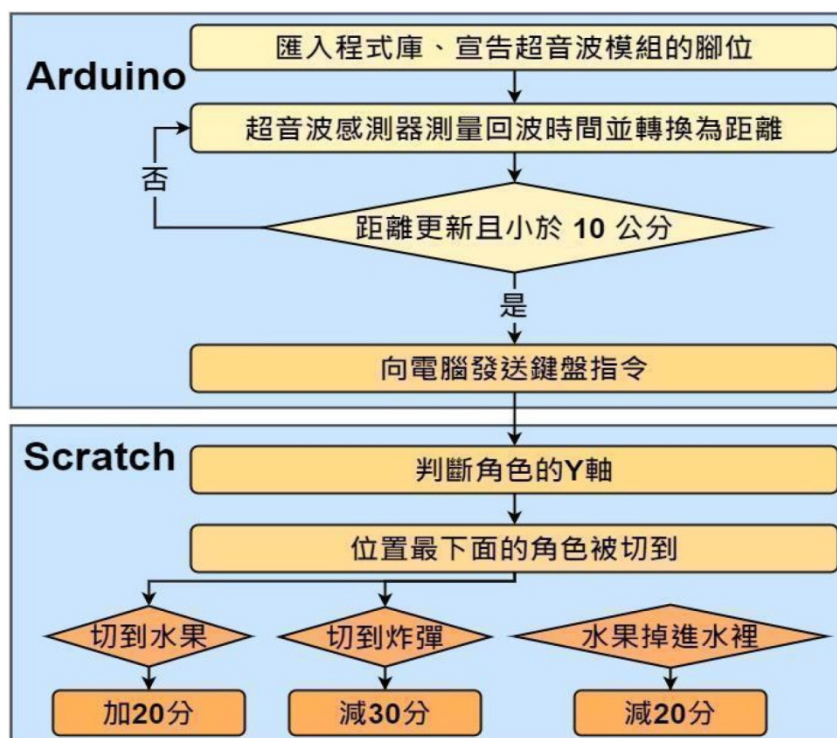 Arduino
匯入程式庫、宣告超音波模組的腳位
超音波感測器測量回波時間並轉換為距離
否
距離更新且小於 10 公分
是
向電腦發送鍵盤指令
Scratch
判斷角色的Y軸
位置最下面的角色被切到
切到水果
切到炸彈
水果掉進水裡
加20分
減30分
減20分